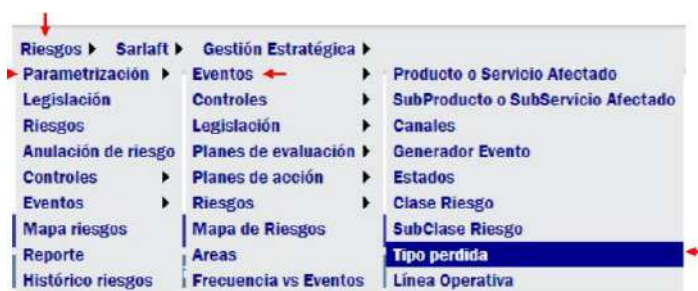 Riesgos Sarlaft Gestión Estratégica
Parametrización Eventos Producto o Servicio Afectado
Legislación Controles SubProducto o SubServicio Afectado
Riesgos Legislación Canales
Anulación de riesgo Planes de evaluación Generador Evento
Controles Planes de acción Estados
Eventos Riesgos Clase Riesgo
Mapa riesgos Mapa de Riesgos SubClase Riesgo
Reporte Areas Tipo perdida
Histórico riesgos Frecuencia vs Eventos Línea Operativa